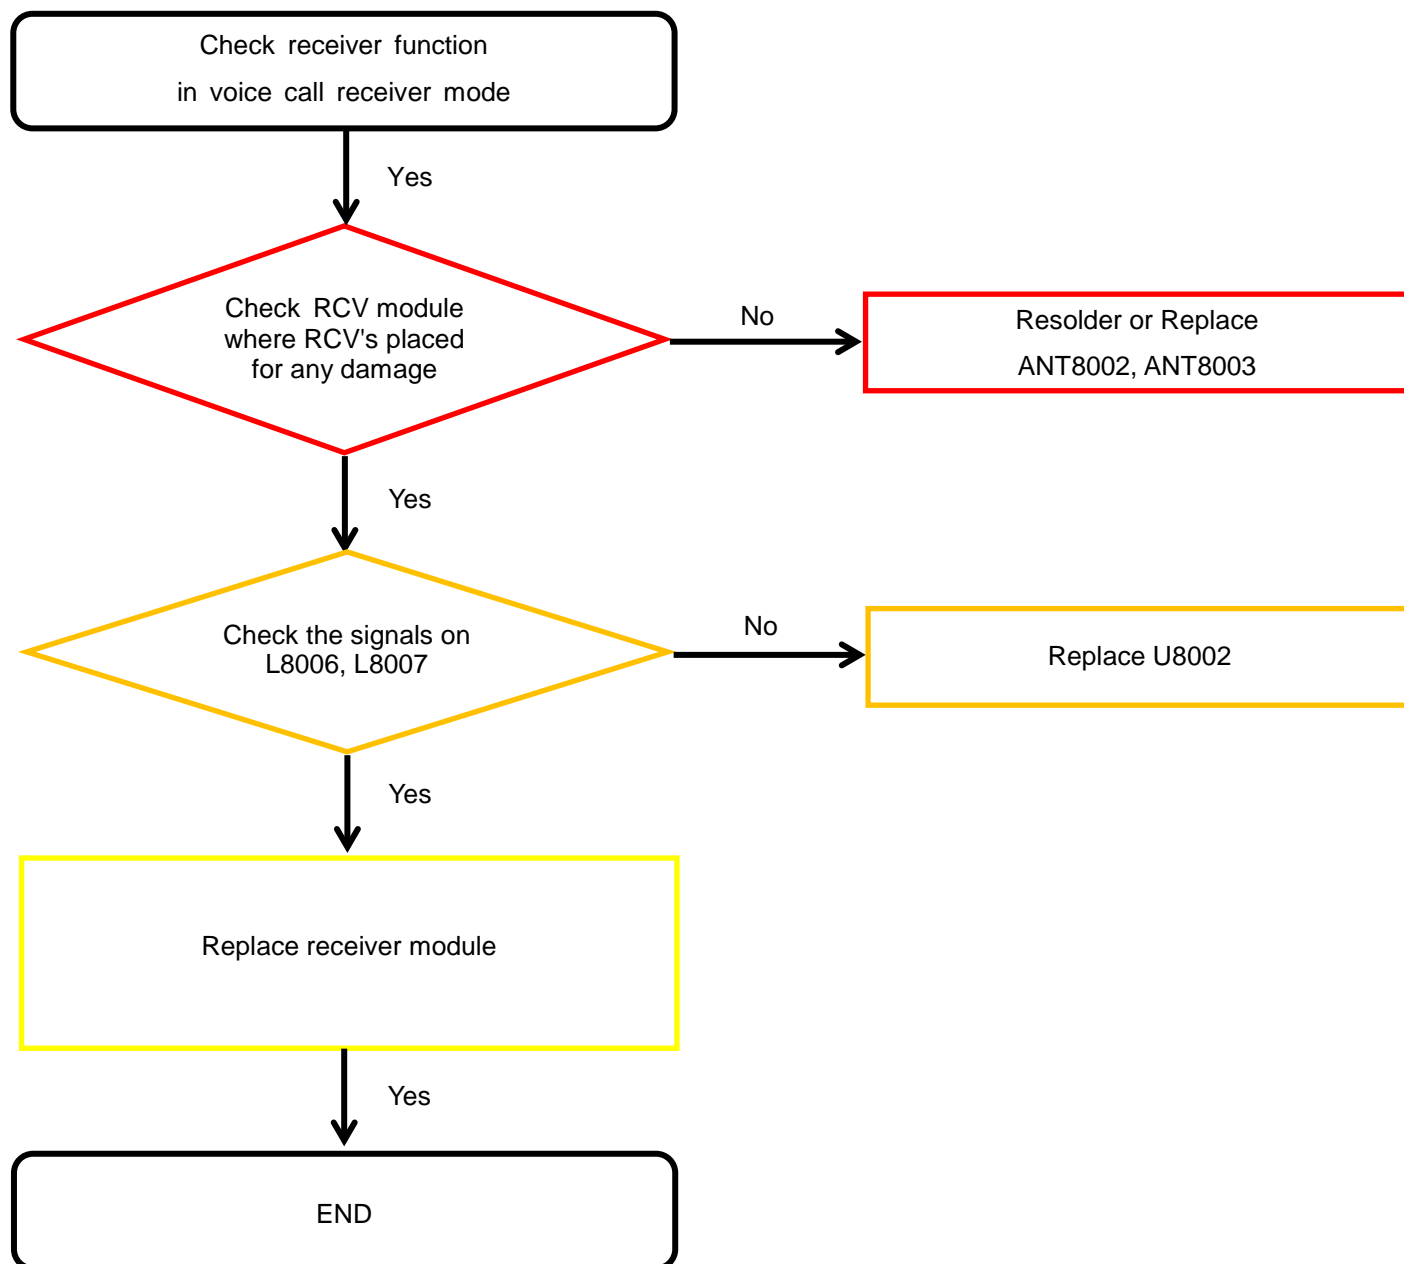 Check receiver function
in voice call receiver mode
Yes
Check RCV module
where RCV's placed
for any damage
No
Resolder or Replace
ANT8002, ANT8003
Yes
Check the signals on
L8006, L8007
No
Replace U8002
Yes
Replace receiver module
Yes
END